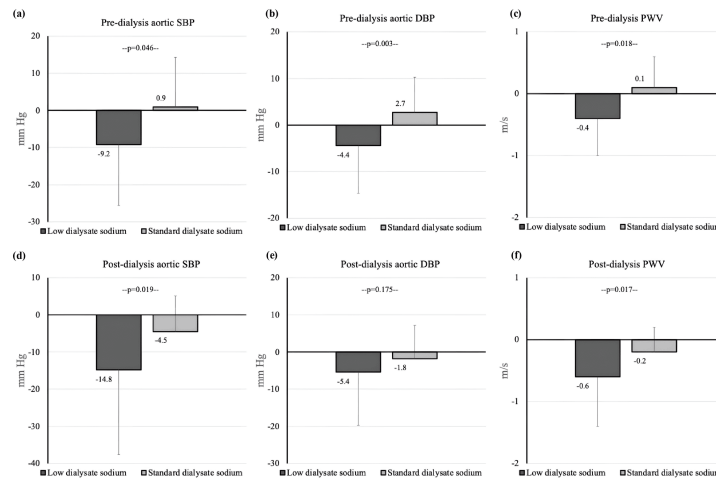 (a)
Pre-dialysis aortic SBP
20
10
0
-10
-20
-30
mm Hg
--p=0.046--
0.9
-9.2
Low dialysate sodium Standard dialysate sodium
(b)
Pre-dialysis aortic DBP
20
10
0
-10
-20
mm Hg
--p=0.003--
2.7
-4.4
Low dialysate sodium Standard dialysate sodium
(c)
Pre-dialysis PWV
1
0
-1
-2
m/s
--p=0.018--
0.1
-0.4
Low dialysate sodium Standard dialysate sodium
(d)
Post-dialysis aortic SBP
10
0
-10
-20
-30
-40
mm Hg
--p=0.019--
-4.5
-14.8
Low dialysate sodium Standard dialysate sodium
(e)
Post-dialysis aortic DBP
20
10
0
-10
-20
-30
mm Hg
--p=0.175--
-1.8
-5.4
Low dialysate sodium Standard dialysate sodium
(f)
Post-dialysis PWV
1
0
-1
-2
m/s
--p=0.017--
-0.2
-0.6
Low dialysate sodium Standard dialysate sodium